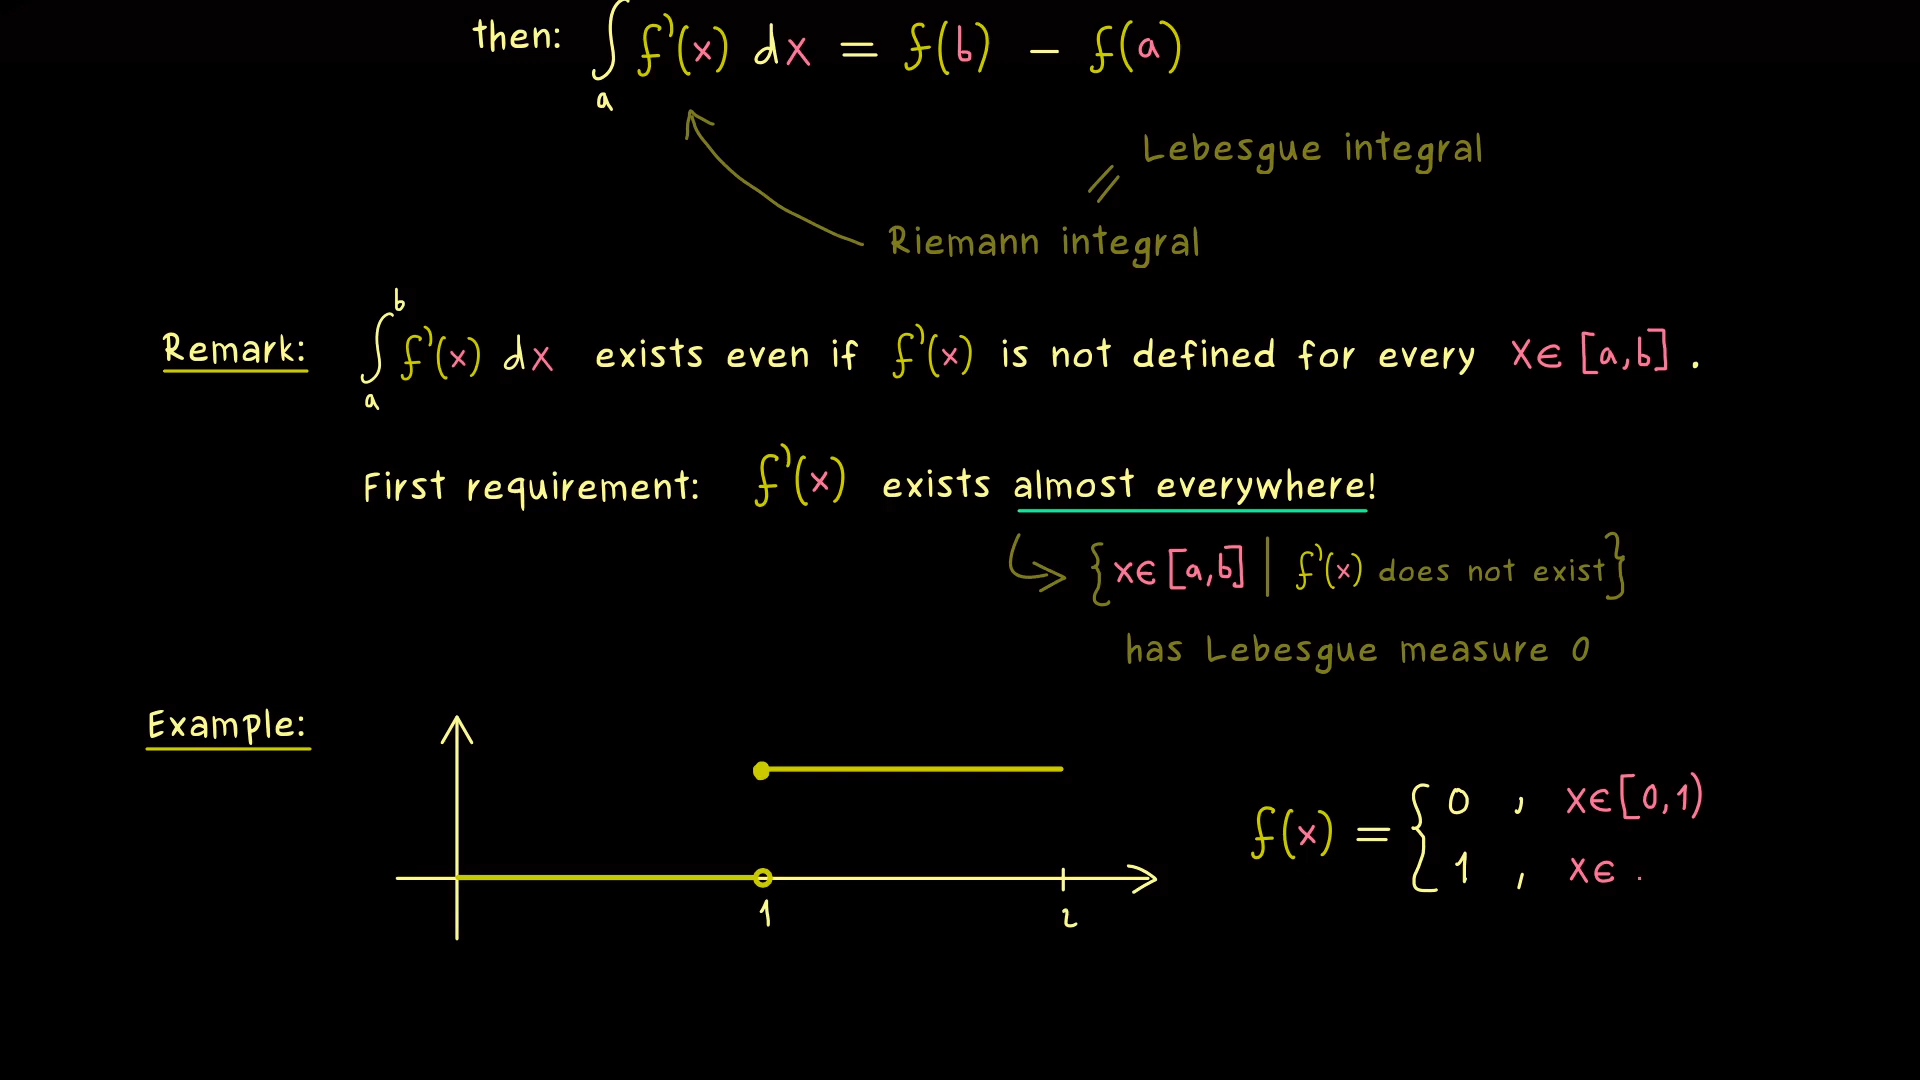 then: ∫ₐ f'(x) dx = f(b) − f(a)
Lebesgue integral
=
Riemann integral
Remark: ∫ₐᵇ f'(x) dx exists even if f'(x) is not defined for every x∈[a,b].
First requirement: f'(x) exists almost everywhere!
{x∈[a,b] | f'(x) does not exist}
has Lebesgue measure 0
Example:
f(x) = { 0 , x∈[0,1)
1 , x∈ .
1 2